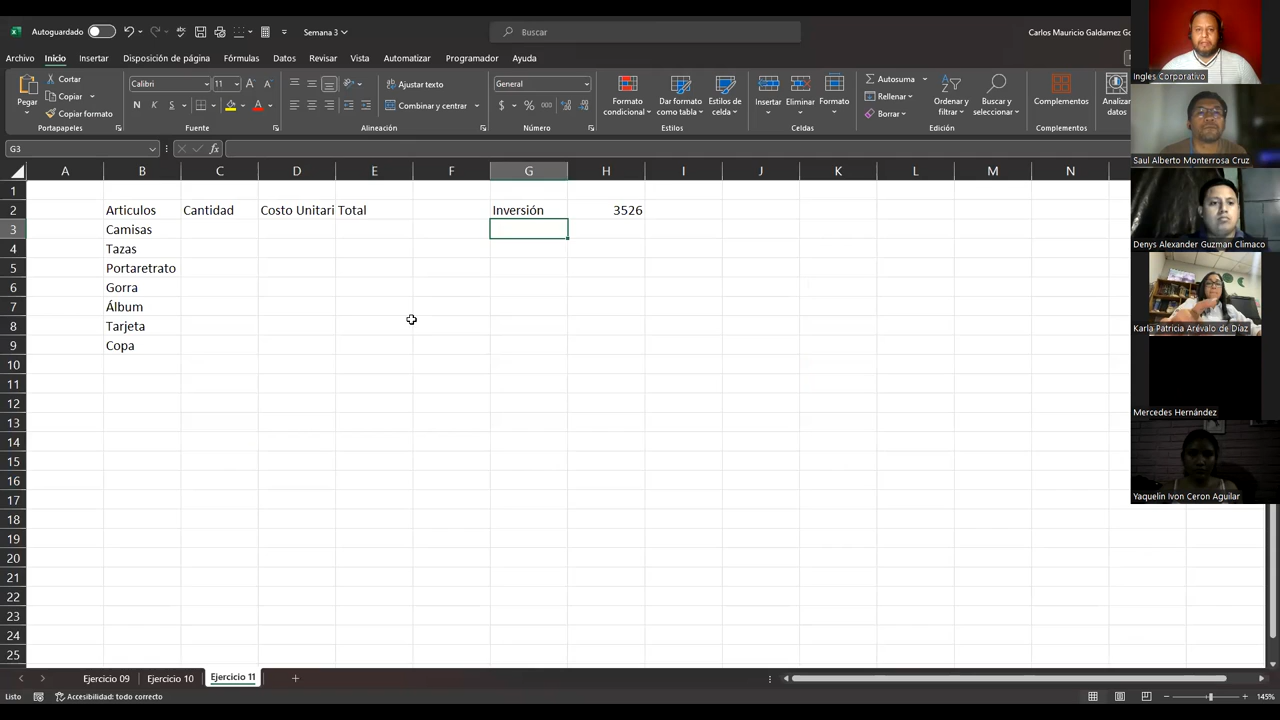 Autoguardado
Semana 3
Buscar
Carlos Mauricio Galdamez Go
Archivo Inicio Insertar Disposición de página Fórmulas Datos Revisar Vista Automatizar Programador Ayuda
Pegar
Cortar
Copiar
Copiar formato
Portapapeles
Calibri 11
N K S
Fuente
Ajustar texto
Combinar y centrar
Alineación
General
$ % 000
Número
Formato condicional
Dar formato como tabla
Estilos de celda
Estilos
Insertar Eliminar Formato
Celdas
Autosuma
Rellenar
Borrar
Ordenar y filtrar
Buscar y seleccionar
Edición
Complementos
Complementos
Analizar datos
G3
fx
A B C D E F G H I J K L M N
1
2 Articulos Cantidad Costo Unitari Total Inversión 3526
3 Camisas
4 Tazas
5 Portaretrato
6 Gorra
7 Álbum
8 Tarjeta
9 Copa
10
11
12
13
14
15
16
17
18
19
20
21
22
23
24
25
Ejercicio 09 Ejercicio 10 Ejercicio 11
Listo
Accesibilidad: todo correcto
145%
Ingles Corporativo
Saul Alberto Monterrosa Cruz
Denys Alexander Guzman Climaco
Karla Patricia Arévalo de Díaz
Mercedes Hernández
Yaquelin Ivon Ceron Aguilar